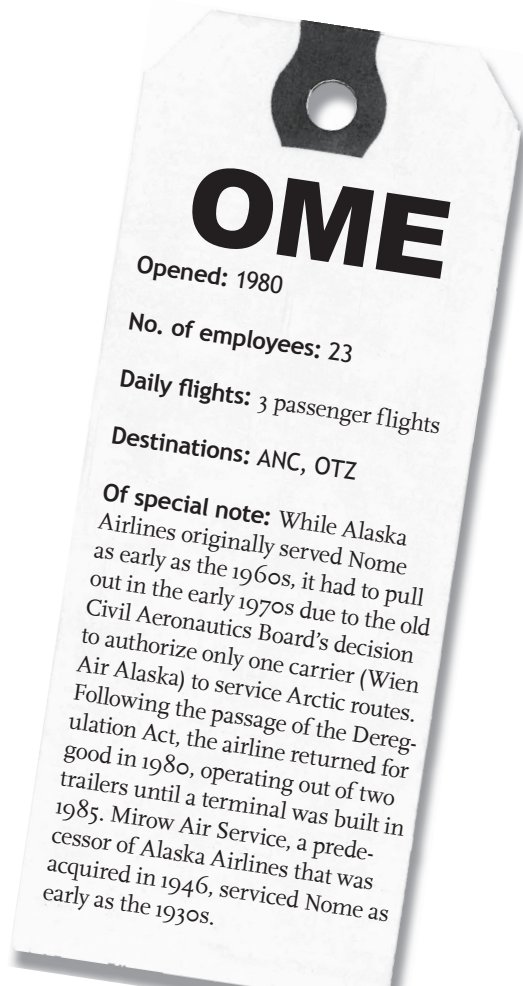 OME
Opened: 1980
No. of employees: 23
Daily flights: 3 passenger flights
Destinations: ANC, OTZ
Of special note: While Alaska
Airlines originally served Nome
as early as the 1960s, it had to pull
out in the early 1970s due to the old
Civil Aeronautics Board's decision
to authorize only one carrier (Wien
Air Alaska) to service Arctic routes.
Following the passage of the Dereg-
ulation Act, the airline returned for
good in 1980, operating out of two
trailers until a terminal was built in
1985. Mirow Air Service, a prede-
cessor of Alaska Airlines that was
acquired in 1946, serviced Nome as
early as the 1930s.